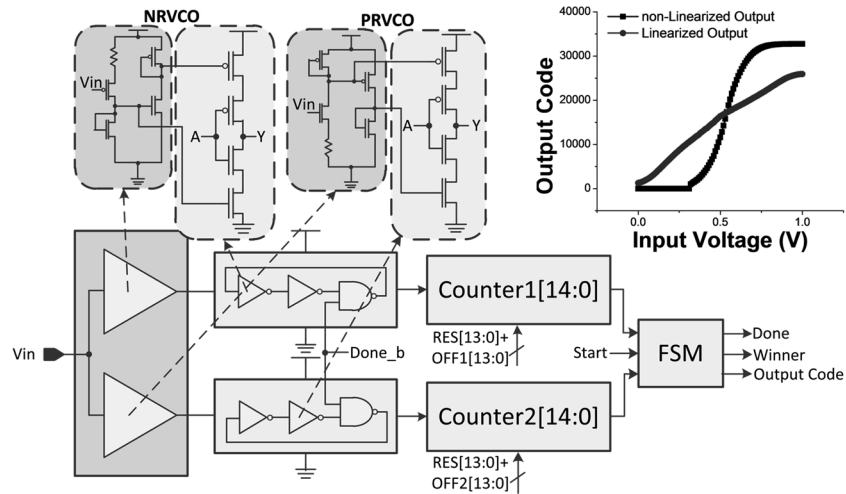 NRVCO
PRVCO
Vin
A
Y
Vin
A
Y
Output Code
40000
30000
20000
10000
0
non-Linearized Output
Linearized Output
0.0
0.5
1.0
Input Voltage (V)
Vin
Done_b
Counter1[14:0]
RES[13:0]+
OFF1[13:0]
Start
FSM
Done
Winner
Output Code
Counter2[14:0]
RES[13:0]+
OFF2[13:0]